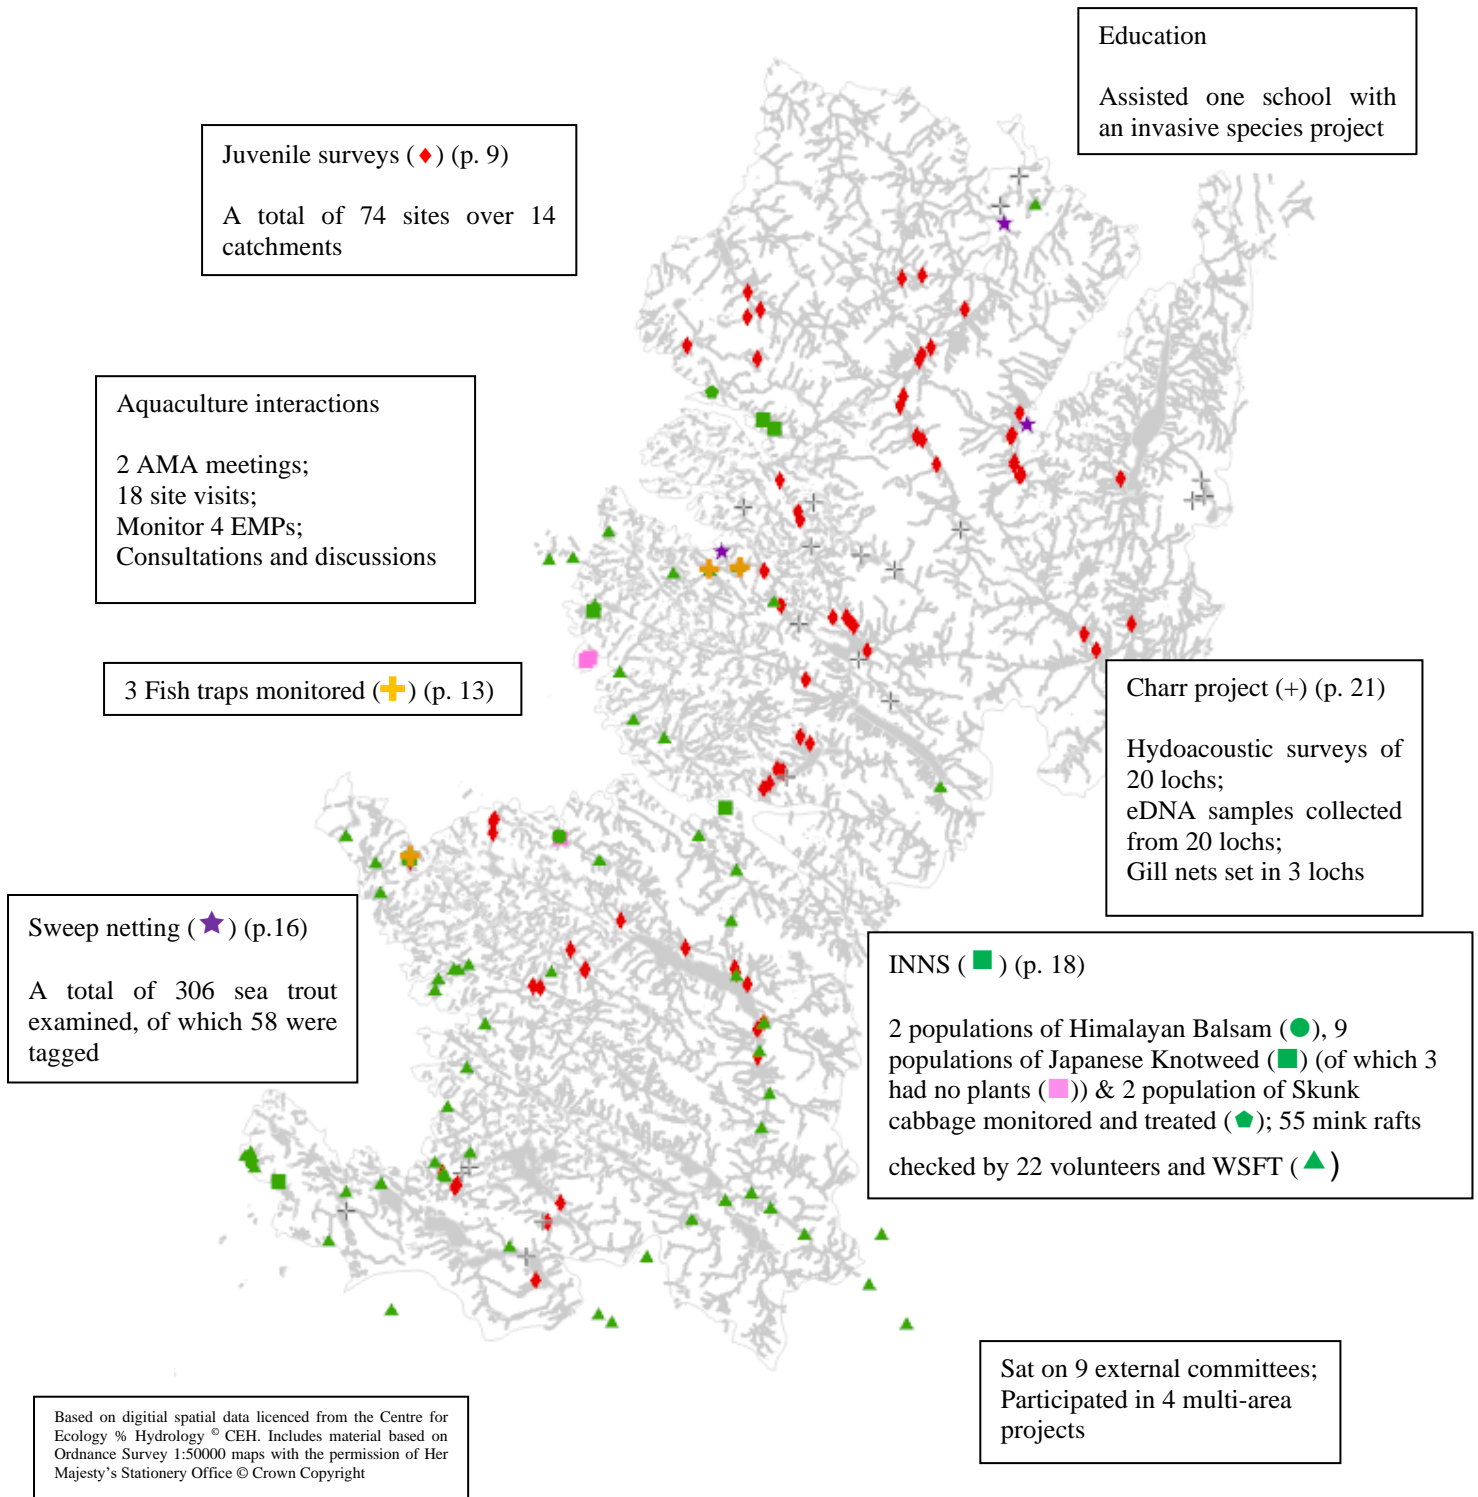 Education
Assisted one school with
an invasive species project
Juvenile surveys (♦) (p. 9)
A total of 74 sites over 14
catchments
Aquaculture interactions
2 AMA meetings;
18 site visits;
Monitor 4 EMPs;
Consultations and discussions
3 Fish traps monitored (✚) (p. 13)
Charr project (+) (p. 21)
Hydoacoustic surveys of
20 lochs;
eDNA samples collected
from 20 lochs;
Gill nets set in 3 lochs
Sweep netting (★) (p.16)
A total of 306 sea trout
examined, of which 58 were
tagged
INNS (■) (p. 18)
2 populations of Himalayan Balsam (●), 9
populations of Japanese Knotweed (■) (of which 3
had no plants (■)) & 2 population of Skunk
cabbage monitored and treated (⬟); 55 mink rafts
checked by 22 volunteers and WSFT (▲)
Sat on 9 external committees;
Participated in 4 multi-area
projects
Based on digitial spatial data licenced from the Centre for
Ecology % Hydrology © CEH. Includes material based on
Ordnance Survey 1:50000 maps with the permission of Her
Majesty's Stationery Office © Crown Copyright